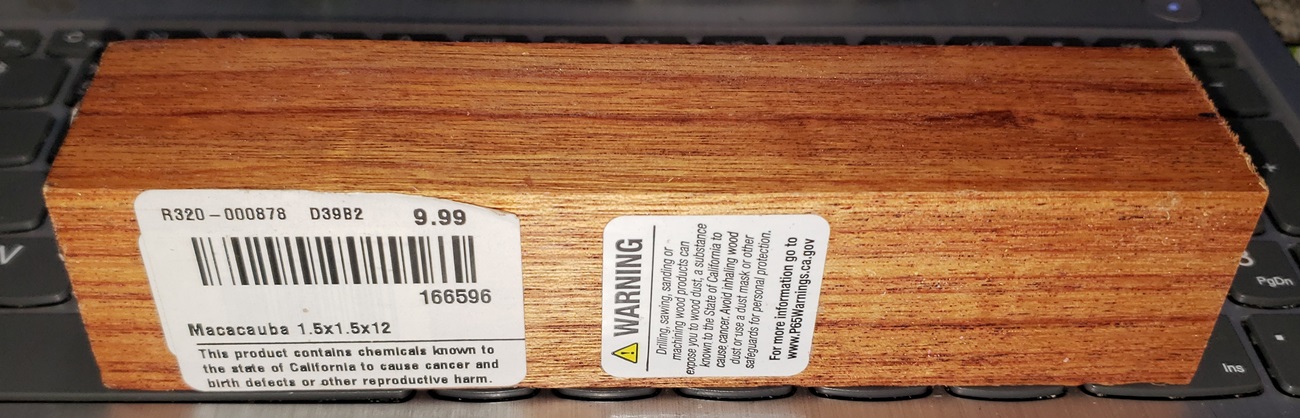 R320-000878 D39B2 9.99
166596
Macacauba 1.5x1.5x12
This product contains chemicals known to
the state of California to cause cancer and
birth defects or other reproductive harm.
WARNING
Drilling, sawing, sanding or
machining wood products can
expose you to wood dust, a substance
known to the State of California to
cause cancer. Avoid inhaling wood
dust or use a dust mask or other
safeguards for personal protection.
For more information go to
www.P65Warnings.ca.gov
PgDn
Ins